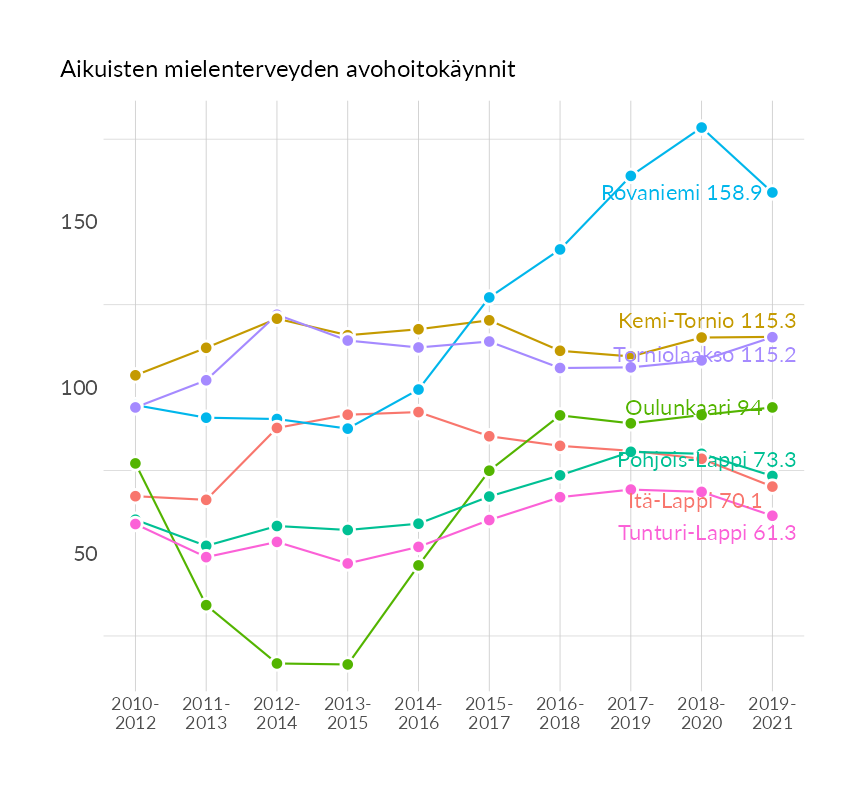 Aikuisten mielenterveyden avohoitokäynnit
Rovaniemi 158.9
150
Kemi-Tornio 115.3
Torniolaakso 115.2
100
Oulunkaari 94
Pohjois-Lappi 73.3
Itä-Lappi 70.1
Tunturi-Lappi 61.3
50
2010-
2012
2011-
2013
2012-
2014
2013-
2015
2014-
2016
2015-
2017
2016-
2018
2017-
2019
2018-
2020
2019-
2021